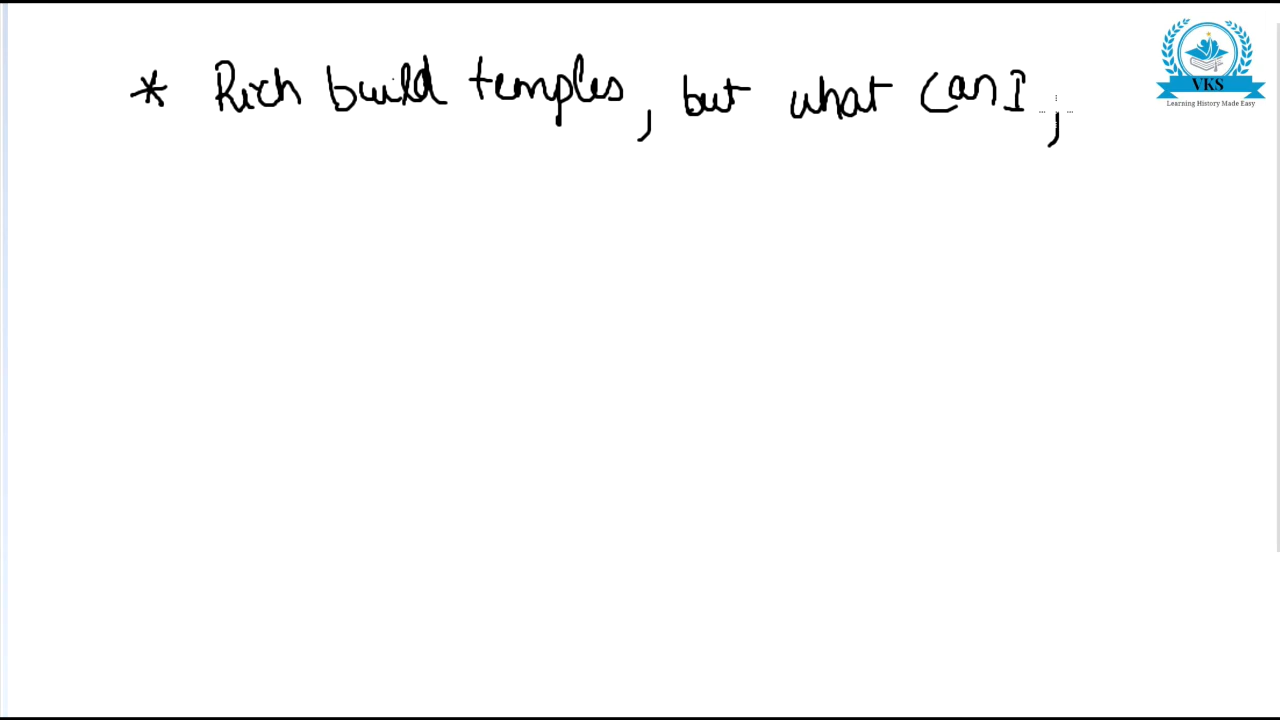 * Rich build temples, but what can I,
VKS
Learning History Made Easy